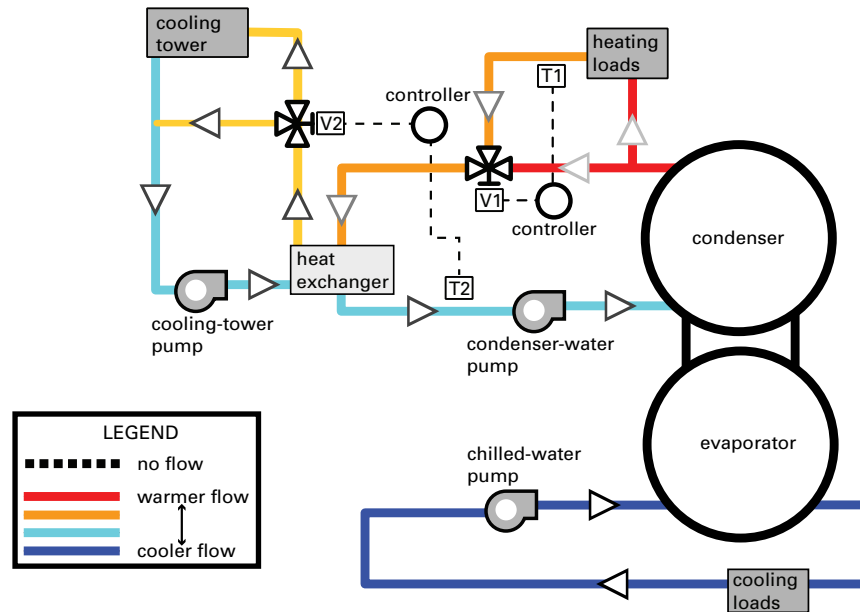 cooling
tower
heating
loads
T1
controller
V2
V1
controller
condenser
heat
exchanger
T2
cooling-tower
pump
condenser-water
pump
LEGEND
no flow
warmer flow
cooler flow
evaporator
chilled-water
pump
cooling
loads